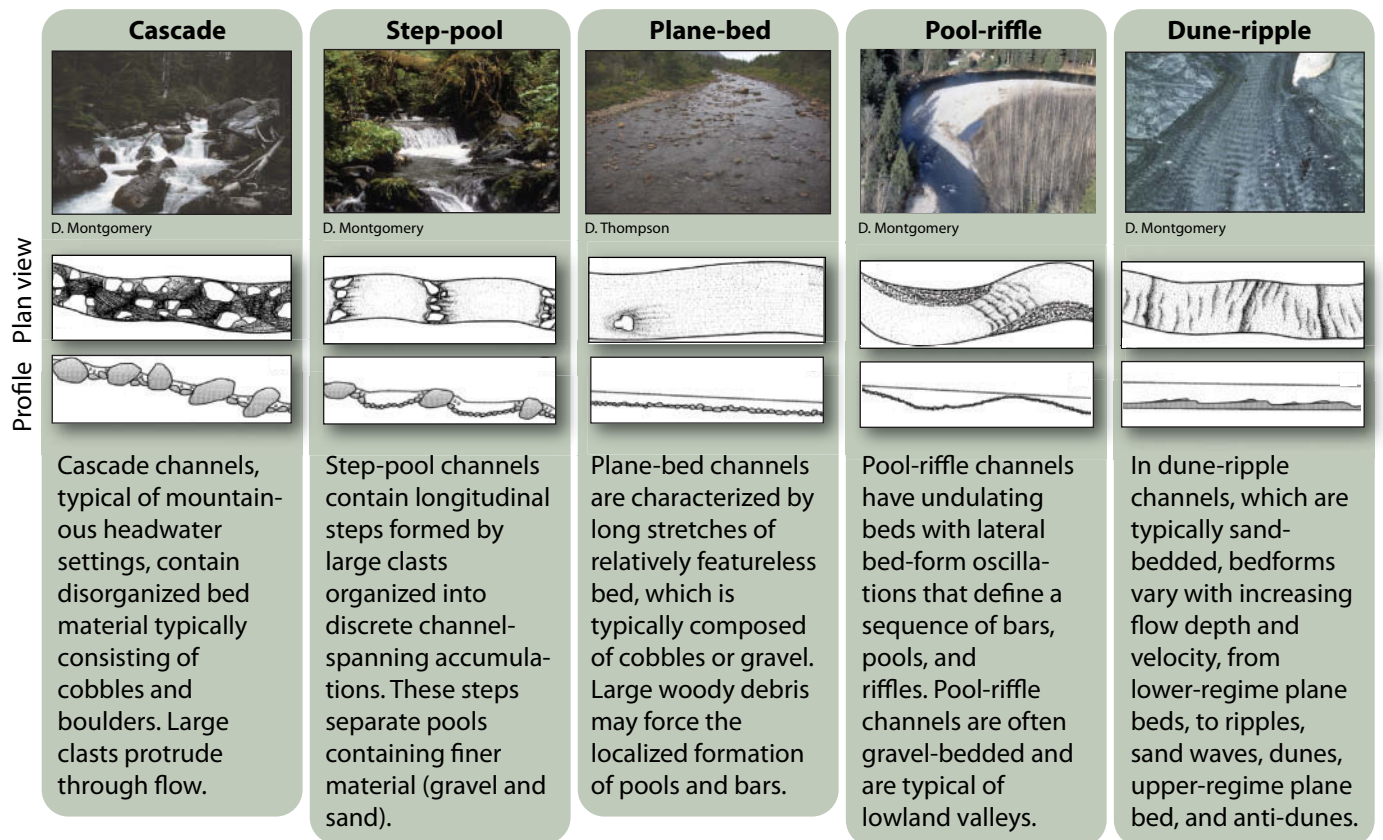 Cascade
Step-pool
Plane-bed
Pool-riffle
Dune-ripple
D. Montgomery
D. Montgomery
D. Thompson
D. Montgomery
D. Montgomery
Plan view
Profile
Cascade channels,
typical of mountain-
ous headwater
settings, contain
disorganized bed
material typically
consisting of
cobbles and
boulders. Large
clasts protrude
through flow.
Step-pool channels
contain longitudinal
steps formed by
large clasts
organized into
discrete channel-
spanning accumula-
tions. These steps
separate pools
containing finer
material (gravel and
sand).
Plane-bed channels
are characterized by
long stretches of
relatively featureless
bed, which is
typically composed
of cobbles or gravel.
Large woody debris
may force the
localized formation
of pools and bars.
Pool-riffle channels
have undulating
beds with lateral
bed-form oscilla-
tions that define a
sequence of bars,
pools, and
riffles. Pool-riffle
channels are often
gravel-bedded and
are typical of
lowland valleys.
In dune-ripple
channels, which are
typically sand-
bedded, bedforms
vary with increasing
flow depth and
velocity, from
lower-regime plane
beds, to ripples,
sand waves, dunes,
upper-regime plane
bed, and anti-dunes.